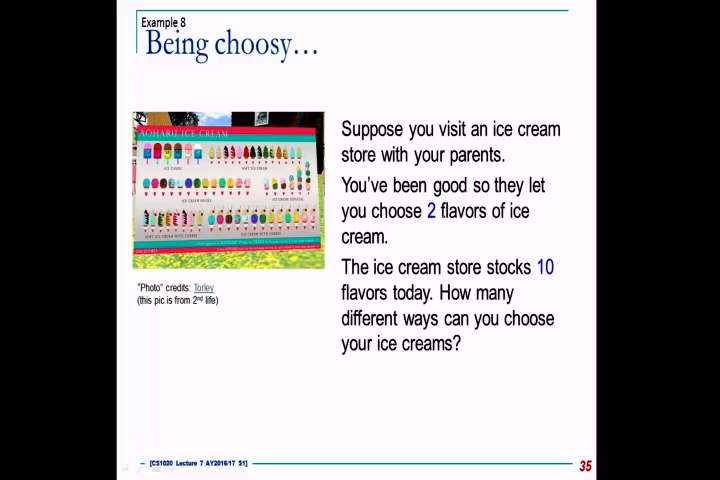 Example 8
Being choosy…
AOHARU ICE CREAM
Suppose you visit an ice cream
store with your parents.
You've been good so they let
you choose 2 flavors of ice
cream.
The ice cream store stocks 10
flavors today. How many
different ways can you choose
your ice creams?
"Photo" credits: Torley
(this pic is from 2nd life)
[CS1020 Lecture 7 AY2016/17 S1]
35